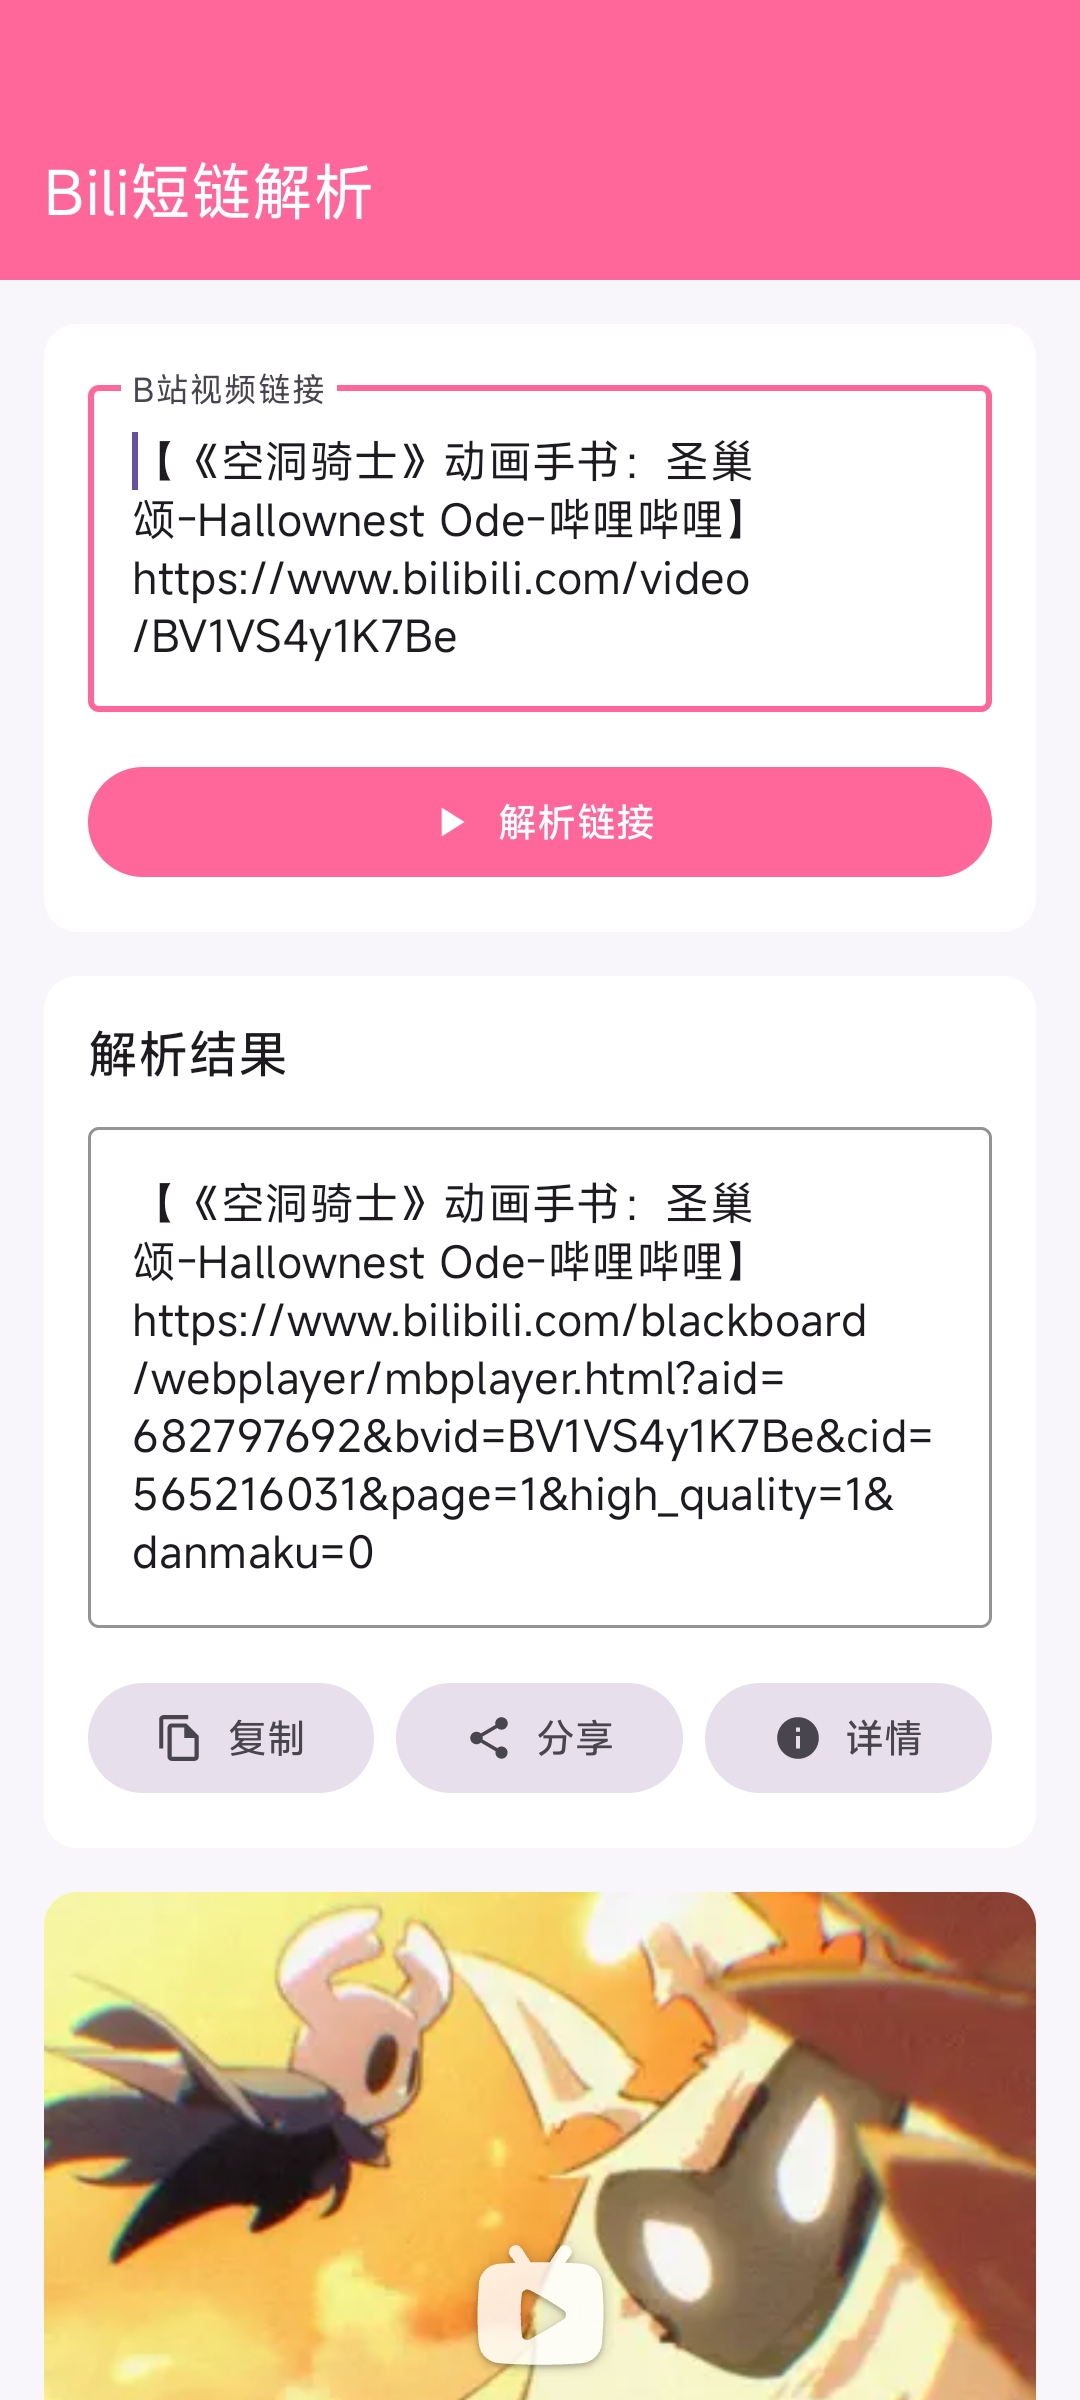 Bili短链解析
B站视频链接
【《空洞骑士》动画手书：圣巢
颂-Hallownest Ode-哔哩哔哩】
https://www.bilibili.com/video
/BV1VS4y1K7Be
解析链接
解析结果
【《空洞骑士》动画手书：圣巢
颂-Hallownest Ode-哔哩哔哩】
https://www.bilibili.com/blackboard
/webplayer/mbplayer.html?aid=
682797692&bvid=BV1VS4y1K7Be&cid=
565216031&page=1&high_quality=1&
danmaku=0
复制
分享
详情